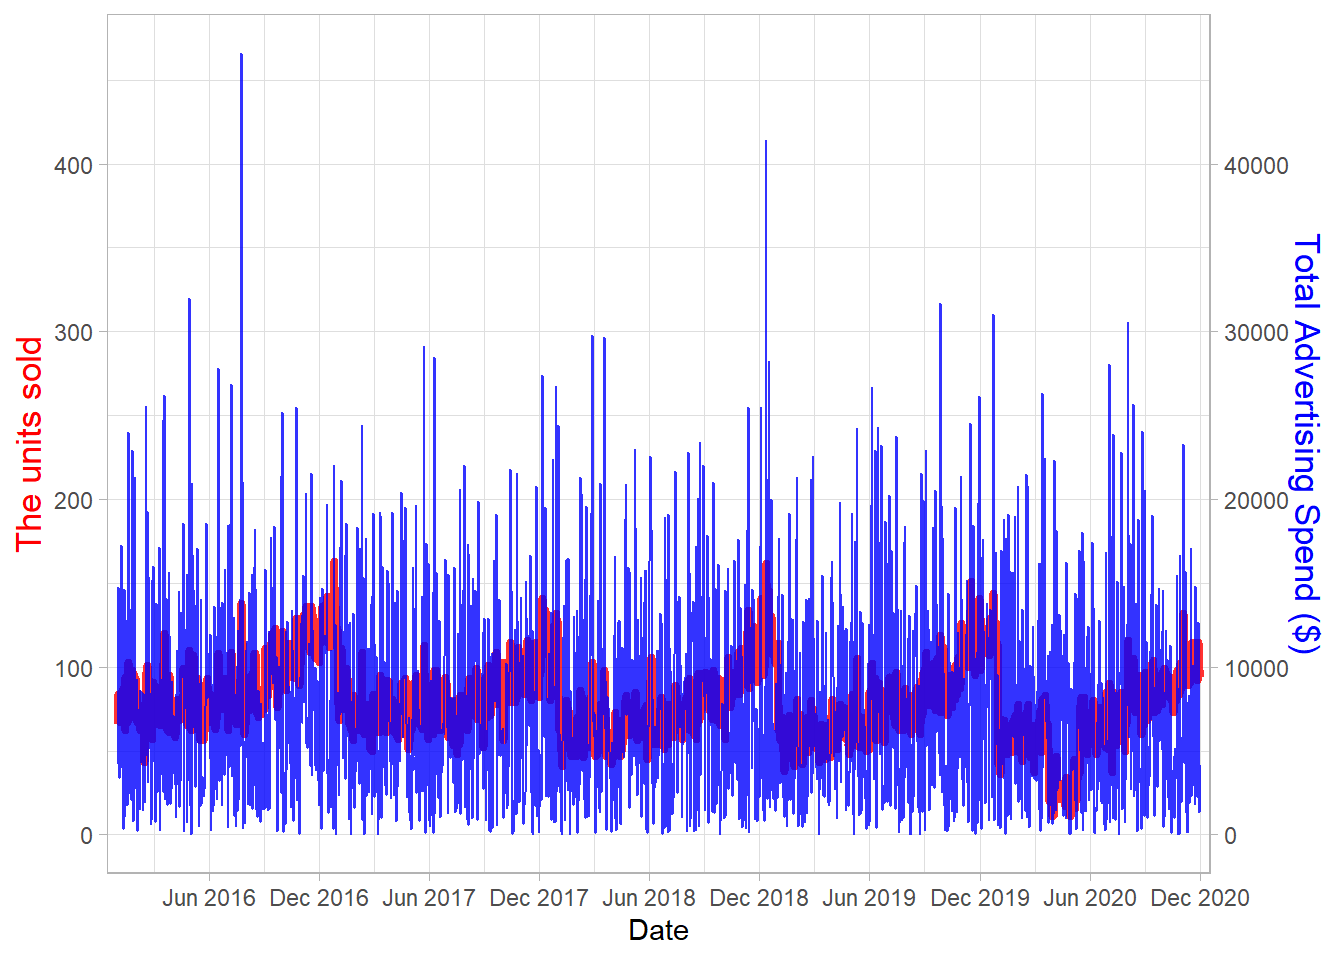 The units sold
400
300
200
100
0
40000
30000
20000
10000
0
Total Advertising Spend ($)
Jun 2016 Dec 2016 Jun 2017 Dec 2017 Jun 2018 Dec 2018 Jun 2019 Dec 2019 Jun 2020 Dec 2020
Date